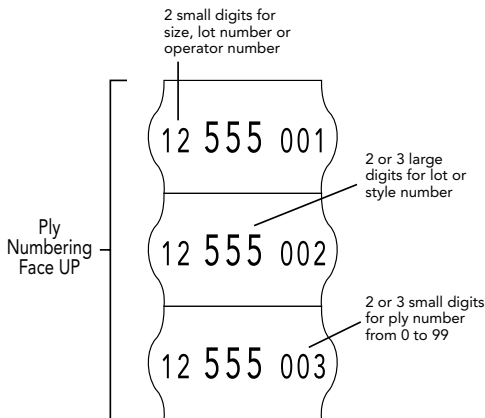 2 small digits for
size, lot number or
operator number
12 555 001
2 or 3 large
digits for lot or
style number
Ply
Numbering
Face UP
12 555 002
2 or 3 small digits
for ply number
from 0 to 99
12 555 003